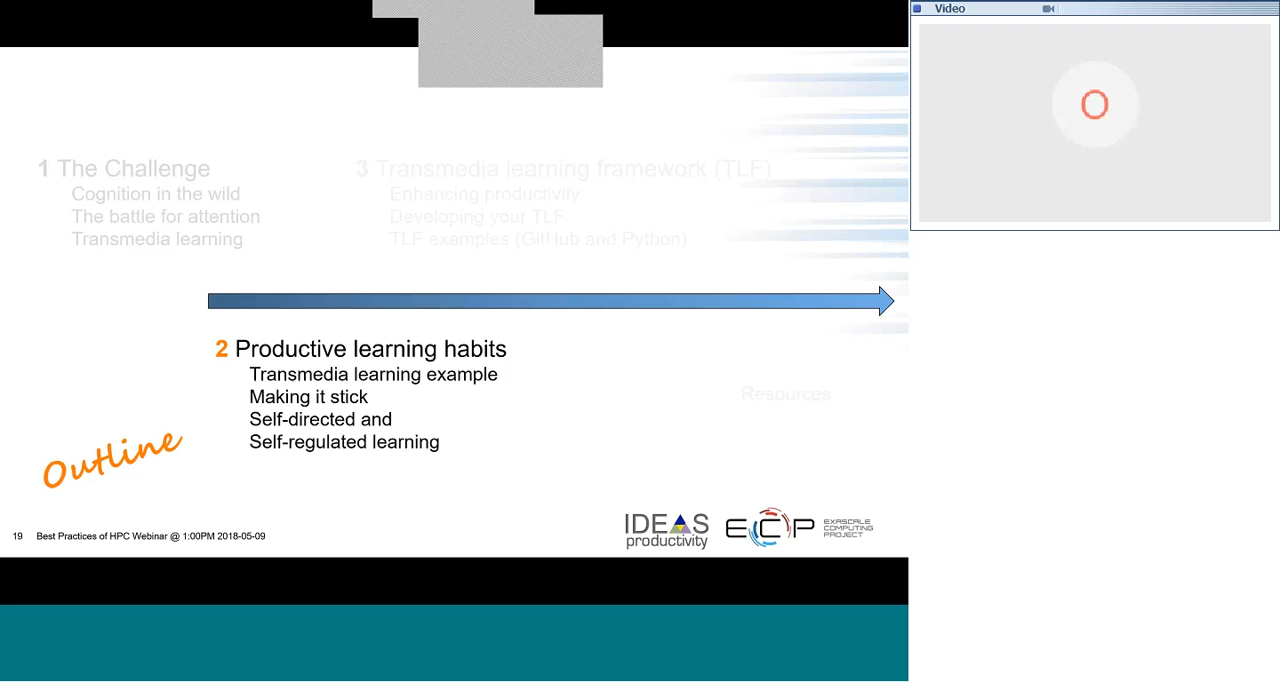 Video
O
1 The Challenge
Cognition in the wild
The battle for attention
Transmedia learning
3 Transmedia learning framework (TLF)
Enhancing productivity
Developing your TLF
TLF examples (GitHub and Python)
2 Productive learning habits
Transmedia learning example
Making it stick
Self-directed and
Self-regulated learning
Resources
Outline
19 Best Practices of HPC Webinar @ 1:00PM 2018-05-09
IDEAS
productivity
ECP
EXASCALE
COMPUTING
PROJECT